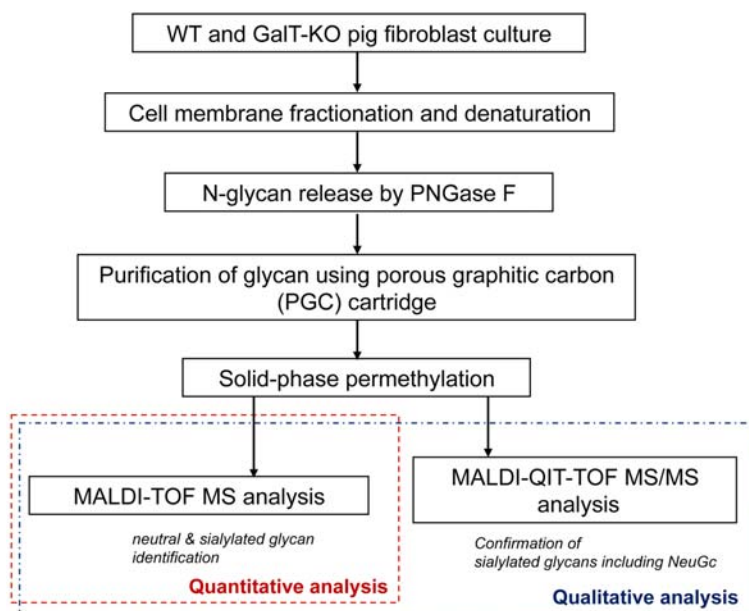 WT and GalT-KO pig fibroblast culture
Cell membrane fractionation and denaturation
N-glycan release by PNGase F
Purification of glycan using porous graphitic carbon
(PGC) cartridge
Solid-phase permethylation
MALDI-TOF MS analysis
neutral & sialylated glycan
identification
Quantitative analysis
MALDI-QIT-TOF MS/MS
analysis
Confirmation of
sialylated glycans including NeuGc
Qualitative analysis